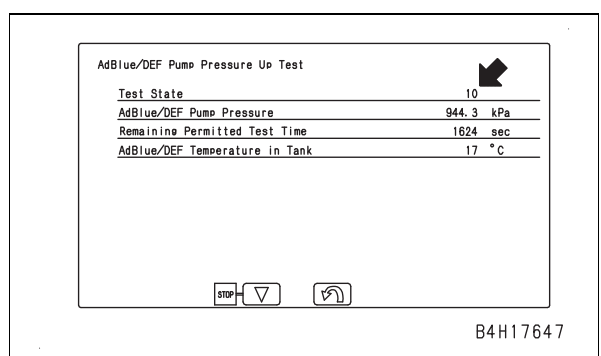 AdBlue/DEF Pump Pressure Up Test
Test State 10
AdBlue/DEF Pump Pressure 944.3 kPa
Remaining Permitted Test Time 1624 sec
AdBlue/DEF Temperature in Tank 17 °C
STOP
B4H17647